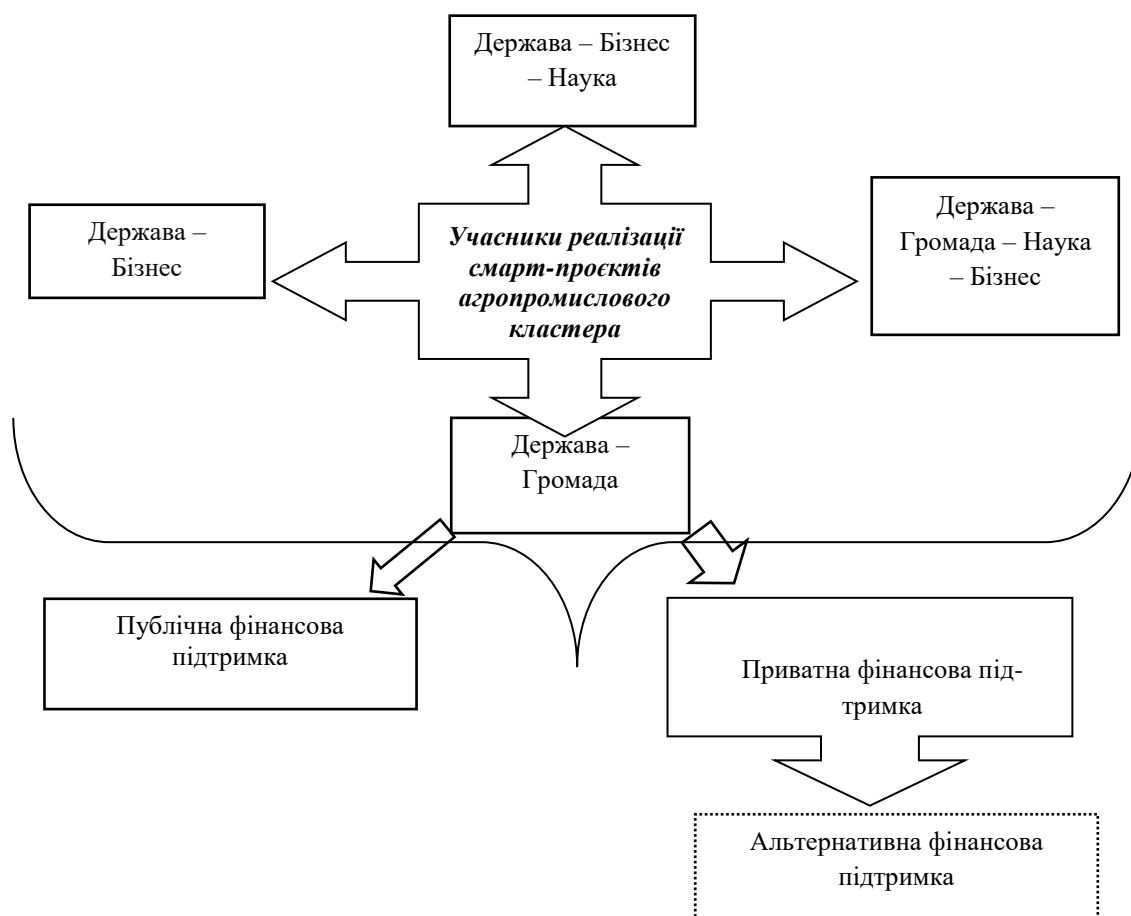 Держава – Бізнес
– Наука
Держава –
Бізнес
Учасники реалізації
смарт-проєктів
агропромислового
кластера
Держава –
Громада – Наука
– Бізнес
Держава –
Громада
Публічна фінансова
підтримка
Приватна фінансова під-
тримка
Альтернативна фінансова
підтримка